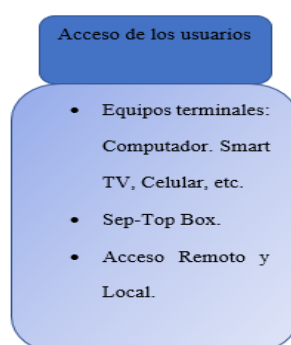 Acceso de los usuarios
• Equipos terminales:
Computador. Smart
TV, Celular, etc.
• Sep-Top Box.
• Acceso Remoto y
Local.